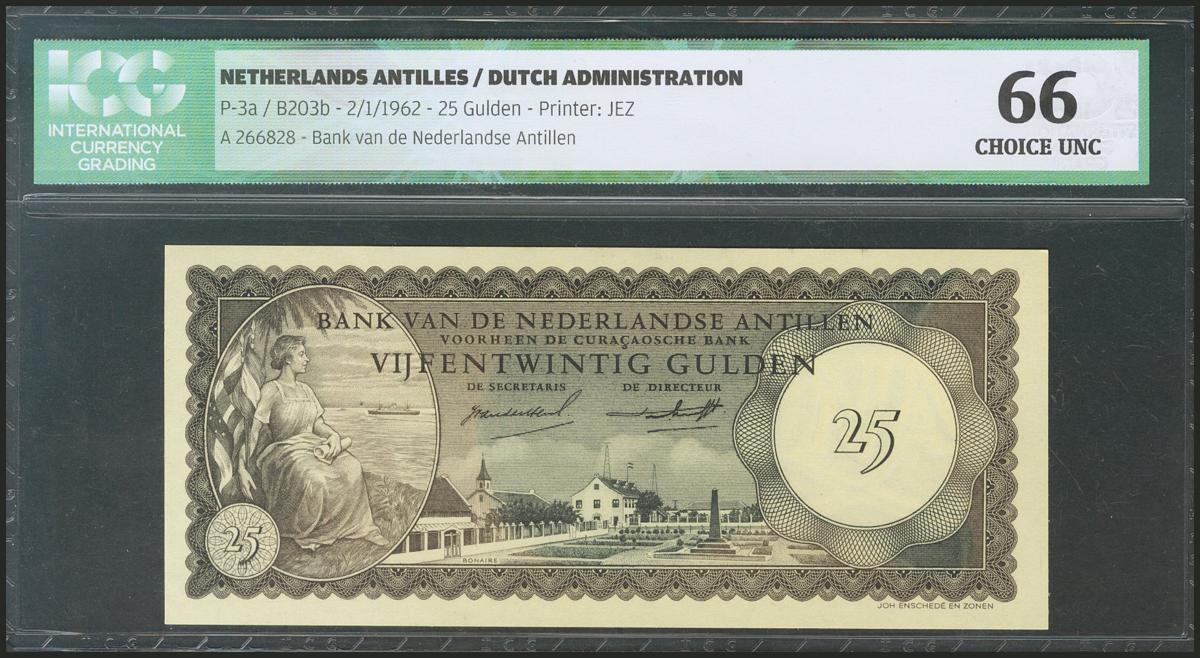 ICG
INTERNATIONAL
CURRENCY
GRADING
NETHERLANDS ANTILLES / DUTCH ADMINISTRATION
P-3a / B203b - 2/1/1962 - 25 Gulden - Printer: JEZ
A 266828 - Bank van de Nederlandse Antillen
66
CHOICE UNC
BANK VAN DE NEDERLANDSE ANTILLEN
VOORHEEN DE CURAÇAOSCHE BANK
VIJFENTWINTIG GULDEN
DE SECRETARIS DE DIRECTEUR
25
25
BONAIRE
JOH. ENSCHEDÉ EN ZONEN